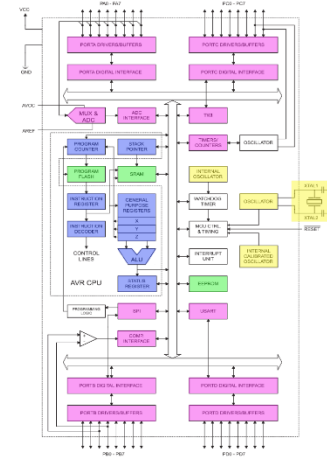 PA0 - PA7
PC0 - PC7
VCC
PORTA DRIVERS/BUFFERS
PORTC DRIVERS/BUFFERS
GND
PORTA DIGITAL INTERFACE
PORTC DIGITAL INTERFACE
AVCC
MUX &
ADC
ADC
INTERFACE
TWI
AREF
PROGRAM
COUNTER
STACK
POINTER
TIMERS/
COUNTERS
OSCILLATOR
PROGRAM
FLASH
SRAM
INTERNAL
OSCILLATOR
XTAL1
INSTRUCTION
REGISTER
GENERAL
PURPOSE
REGISTERS
WATCHDOG
TIMER
OSCILLATOR
X
XTAL2
INSTRUCTION
DECODER
Y
MCU CTRL.
& TIMING
RESET
Z
CONTROL
LINES
ALU
INTERRUPT
UNIT
INTERNAL
CALIBRATED
OSCILLATOR
AVR CPU
STATUS
REGISTER
EEPROM
PROGRAMMING
LOGIC
SPI
USART
+
-
COMP.
INTERFACE
PORTB DIGITAL INTERFACE
PORTD DIGITAL INTERFACE
PORTB DRIVERS/BUFFERS
PORTD DRIVERS/BUFFERS
PB0 - PB7
PD0 - PD7